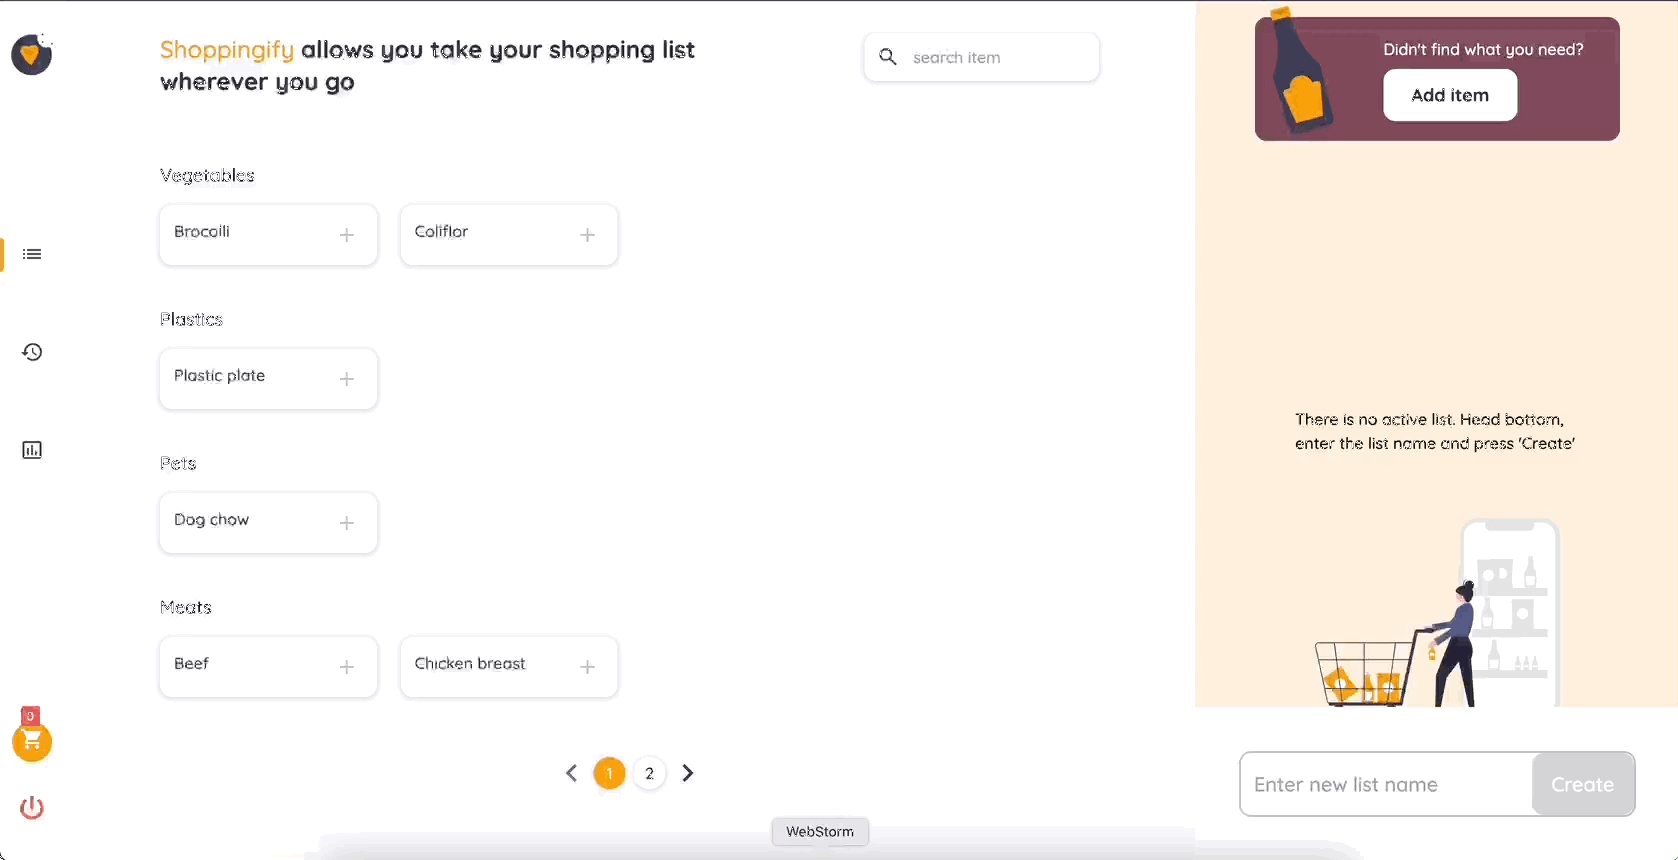 Shoppingify allows you take your shopping list
wherever you go
search item
Vegetables
Brocoili
Coliflor
Plastics
Plastic plate
Pets
Dog chow
Meats
Beef
Chicken breast
1
2
0
Didn't find what you need?
Add item
There is no active list. Head bottom,
enter the list name and press 'Create'
Enter new list name
Create
WebStorm